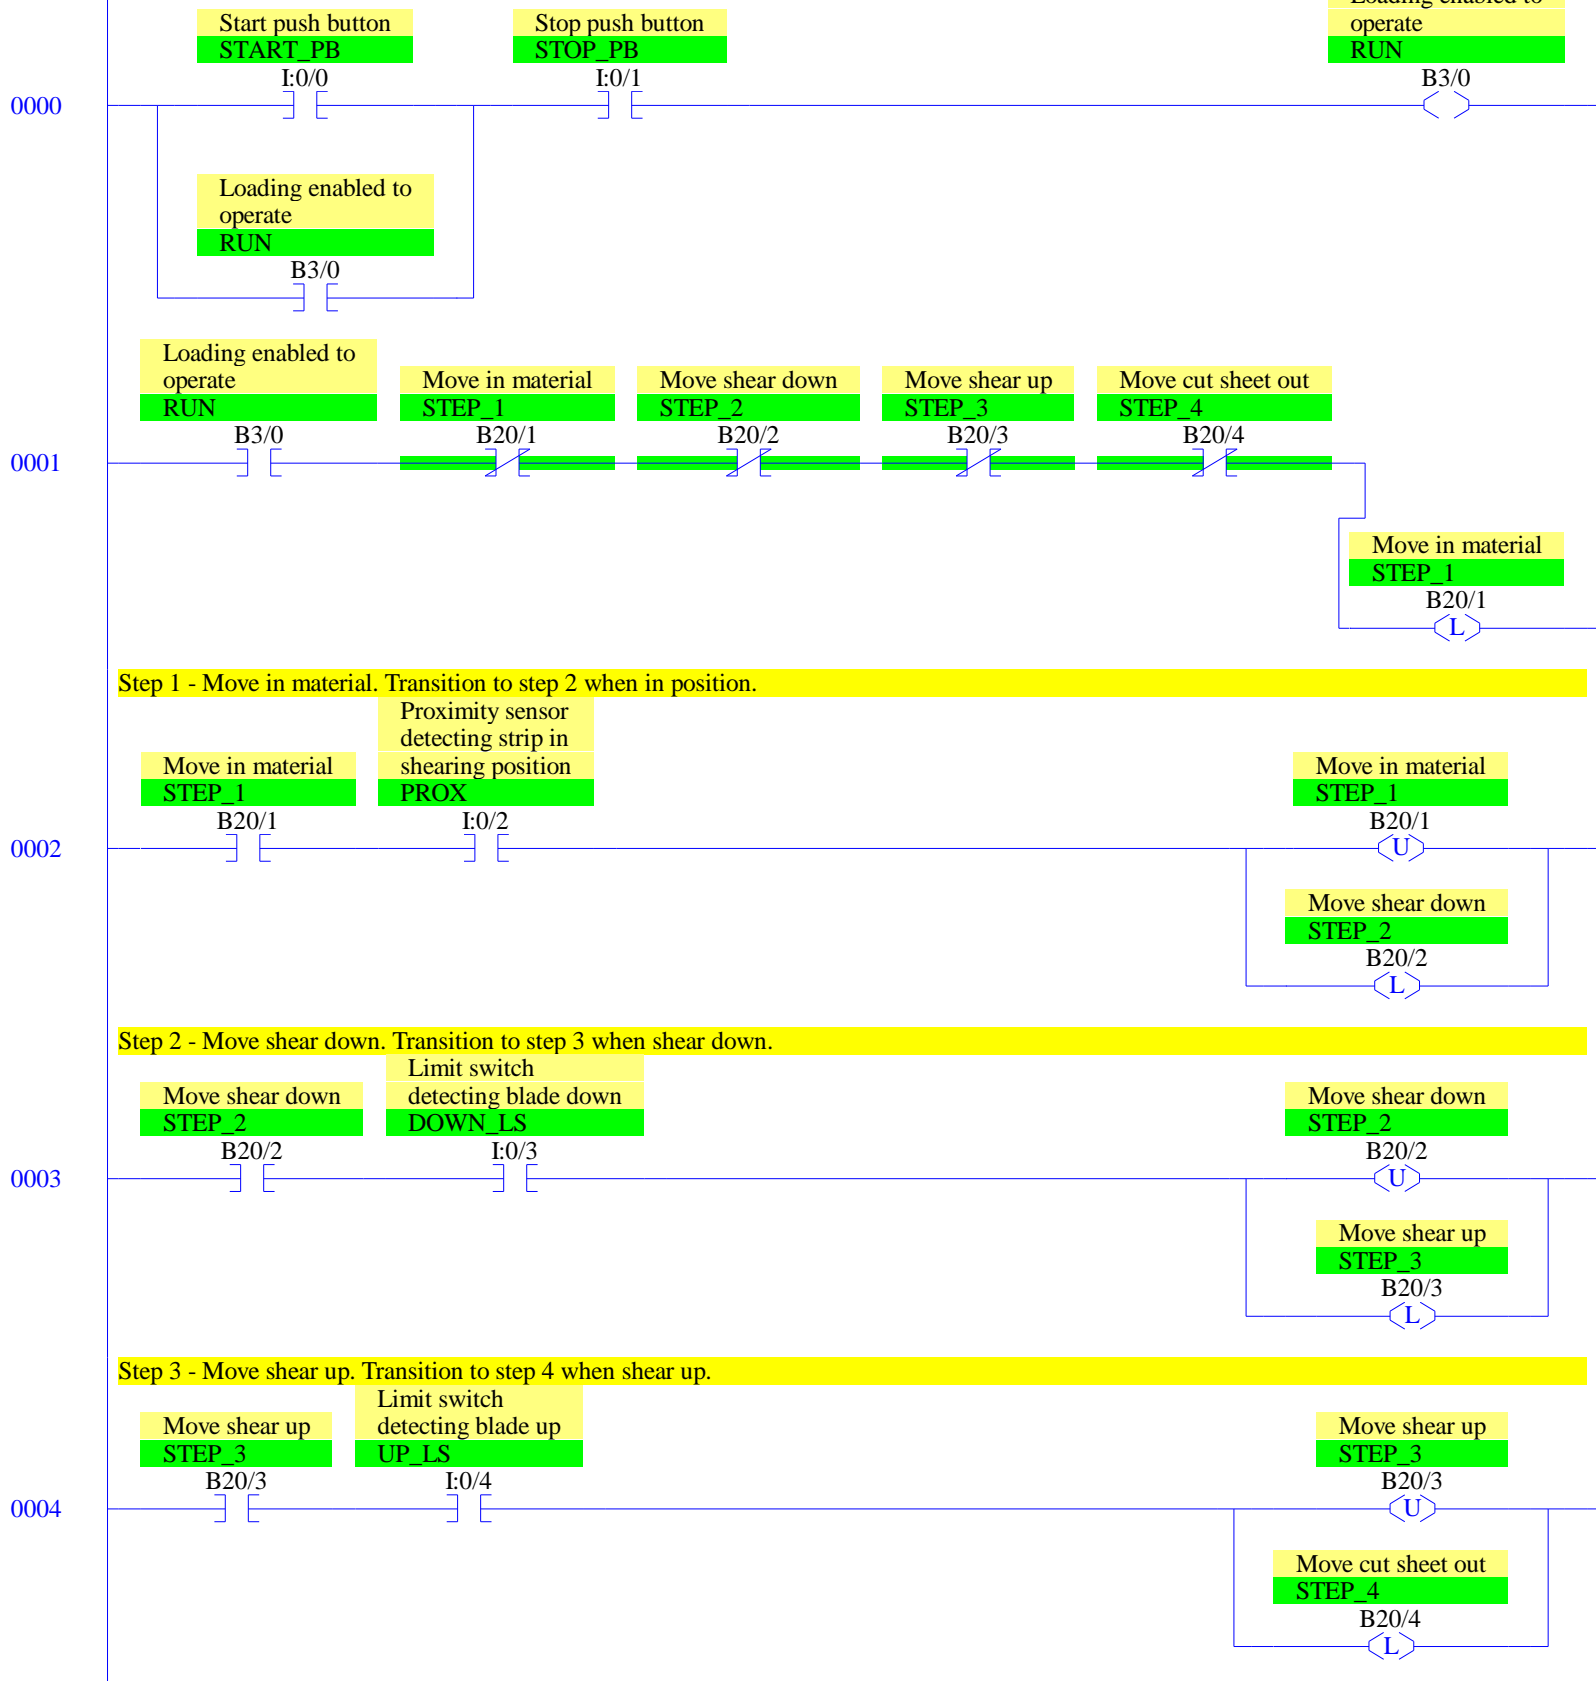 Start push button
START_PB
I:0/0
Stop push button
STOP_PB
I:0/1
Loading enabled to
operate
RUN
B3/0
0000
Loading enabled to
operate
RUN
B3/0
Loading enabled to
operate
RUN
B3/0
Move in material
STEP_1
B20/1
Move shear down
STEP_2
B20/2
Move shear up
STEP_3
B20/3
Move cut sheet out
STEP_4
B20/4
0001
Move in material
STEP_1
B20/1
L
Step 1 - Move in material. Transition to step 2 when in position.
Move in material
STEP_1
B20/1
Proximity sensor
detecting strip in
shearing position
PROX
I:0/2
Move in material
STEP_1
B20/1
U
0002
Move shear down
STEP_2
B20/2
L
Step 2 - Move shear down. Transition to step 3 when shear down.
Move shear down
STEP_2
B20/2
Limit switch
detecting blade down
DOWN_LS
I:0/3
Move shear down
STEP_2
B20/2
U
0003
Move shear up
STEP_3
B20/3
L
Step 3 - Move shear up. Transition to step 4 when shear up.
Move shear up
STEP_3
B20/3
Limit switch
detecting blade up
UP_LS
I:0/4
Move shear up
STEP_3
B20/3
U
0004
Move cut sheet out
STEP_4
B20/4
L